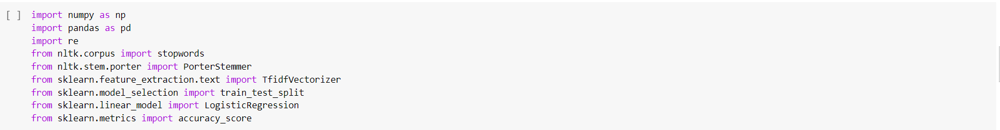 [ ] import numpy as np
import pandas as pd
import re
from nltk.corpus import stopwords
from nltk.stem.porter import PorterStemmer
from sklearn.feature_extraction.text import TfidfVectorizer
from sklearn.model_selection import train_test_split
from sklearn.linear_model import LogisticRegression
from sklearn.metrics import accuracy_score